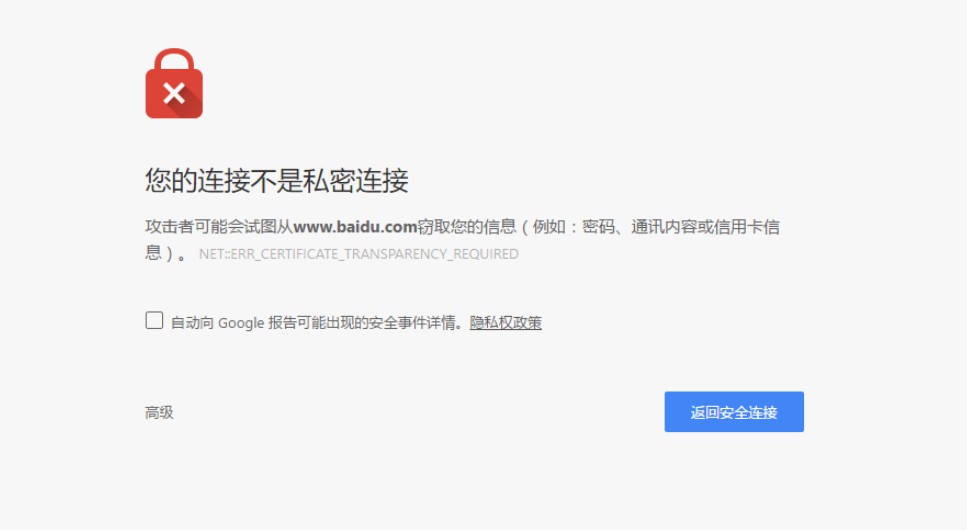 您的连接不是私密连接
攻击者可能会试图从www.baidu.com窃取您的信息（例如：密码、通讯内容或信用卡信
息）。 NET::ERR_CERTIFICATE_TRANSPARENCY_REQUIRED
自动向 Google 报告可能出现的安全事件详情。隐私权政策
高级
返回安全连接